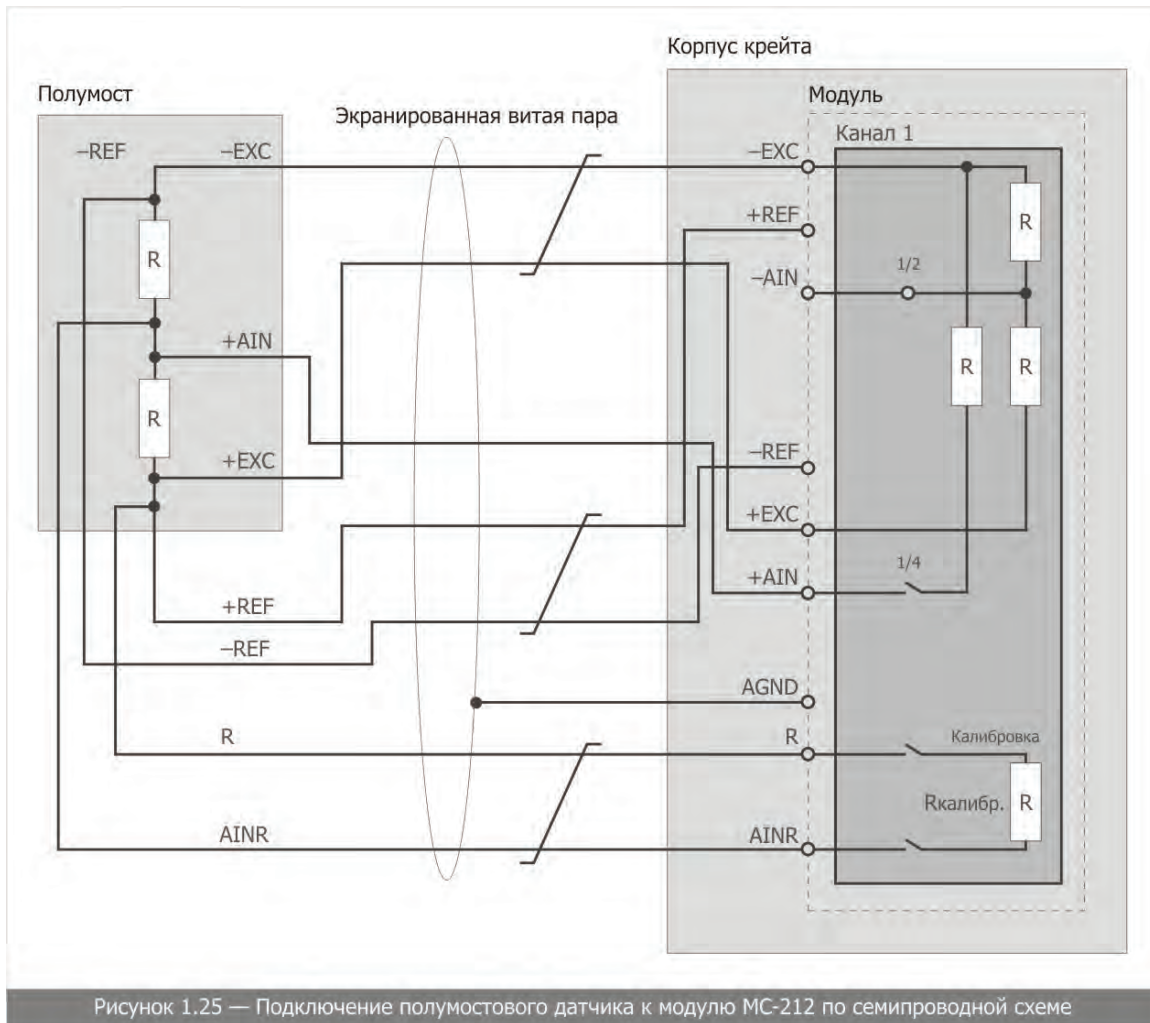 Корпус крейта
Полумост
Модуль
Экранированная витая пара
Канал 1
–REF
–EXC
–EXC
+REF
R
R
–AIN
1/2
+AIN
R
R
R
–REF
+EXC
+EXC
1/4
+AIN
+REF
–REF
AGND
R
R
Калибровка
Rкалибр.
R
AINR
AINR
Рисунок 1.25 — Подключение полумостового датчика к модулю МС-212 по семипроводной схеме